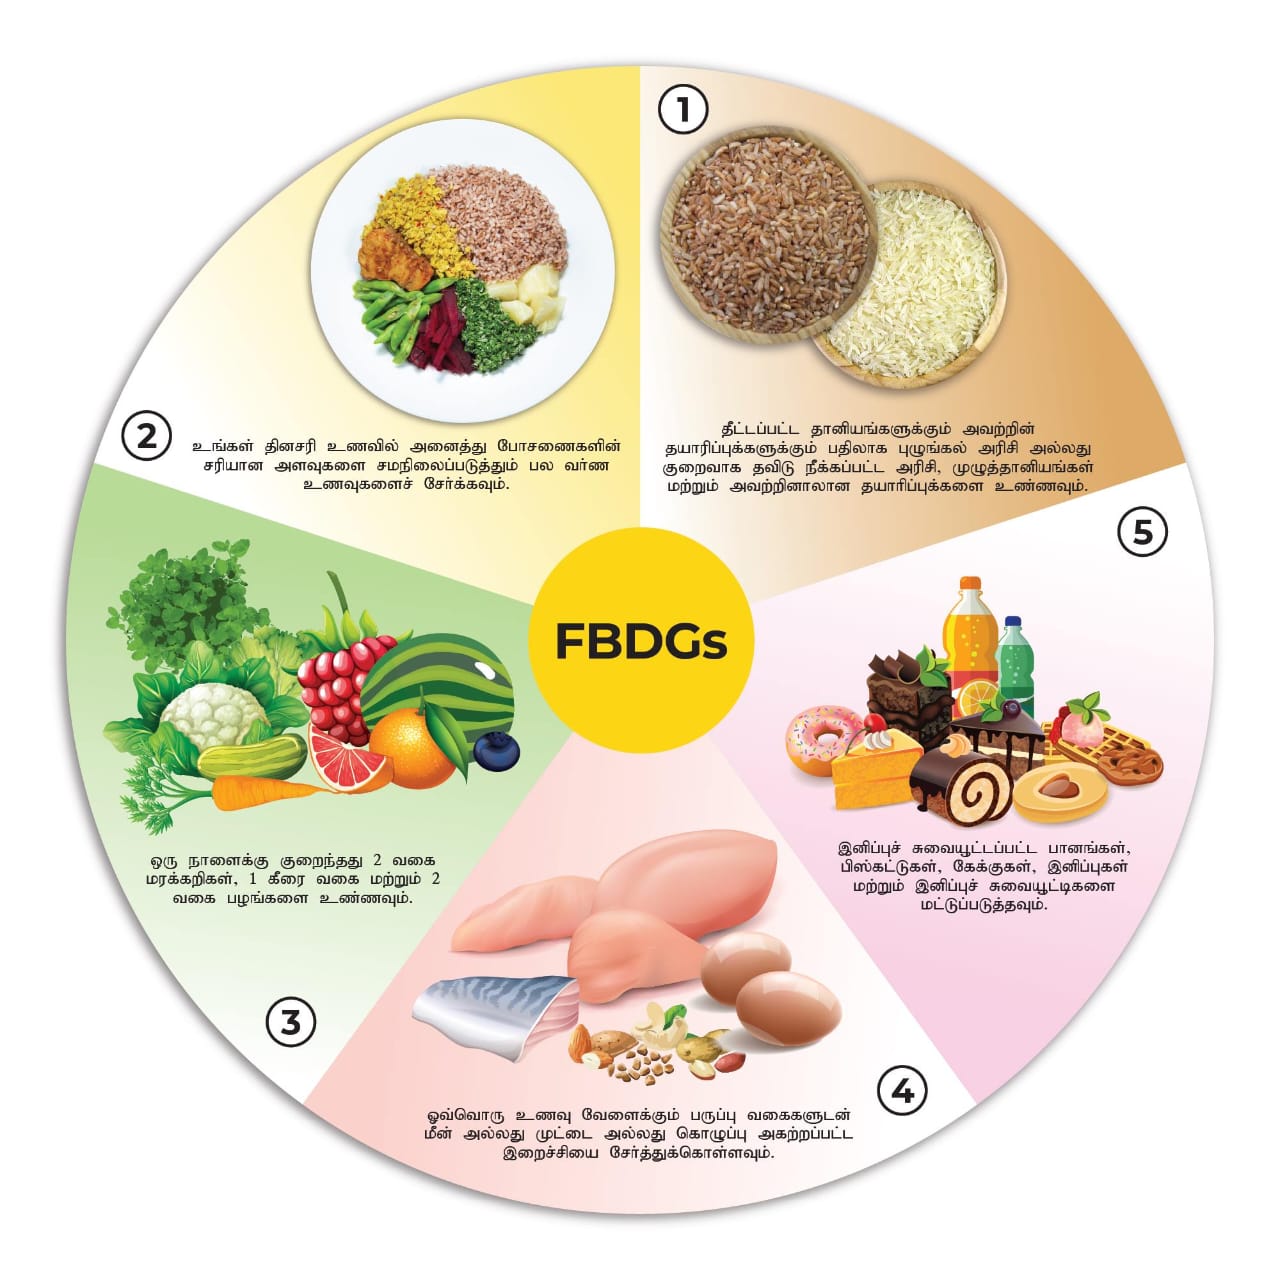 1
தீட்டப்பட்ட தானியங்களுக்கும் அவற்றின்
தயாரிப்புக்களுக்கும் பதிலாக புழுங்கல் அரிசி அல்லது
குறைவாக தவிடு நீக்கப்பட்ட அரிசி, முழுத்தானியங்கள்
மற்றும் அவற்றினாலான தயாரிப்புக்களை உண்ணவும்.
2
உங்கள் தினசரி உணவில் அனைத்து போசணைகளின்
சரியான அளவுகளை சமநிலைப்படுத்தும் பல வர்ண
உணவுகளைச் சேர்க்கவும்.
FBDGs
3
ஒரு நாளைக்கு குறைந்தது 2 வகை
மரக்கறிகள், 1 கீரை வகை மற்றும் 2
வகை பழங்களை உண்ணவும்.
4
ஒவ்வொரு உணவு வேளைக்கும் பருப்பு வகைகளுடன்
மீன் அல்லது முட்டை அல்லது கொழுப்பு அகற்றப்பட்ட
இறைச்சியை சேர்த்துக்கொள்ளவும்.
5
இனிப்புச் சுவையூட்டப்பட்ட பானங்கள்,
பிஸ்கட்டுகள், கேக்குகள், இனிப்புகள்
மற்றும் இனிப்புச் சுவையூட்டிகளை
மட்டுப்படுத்தவும்.